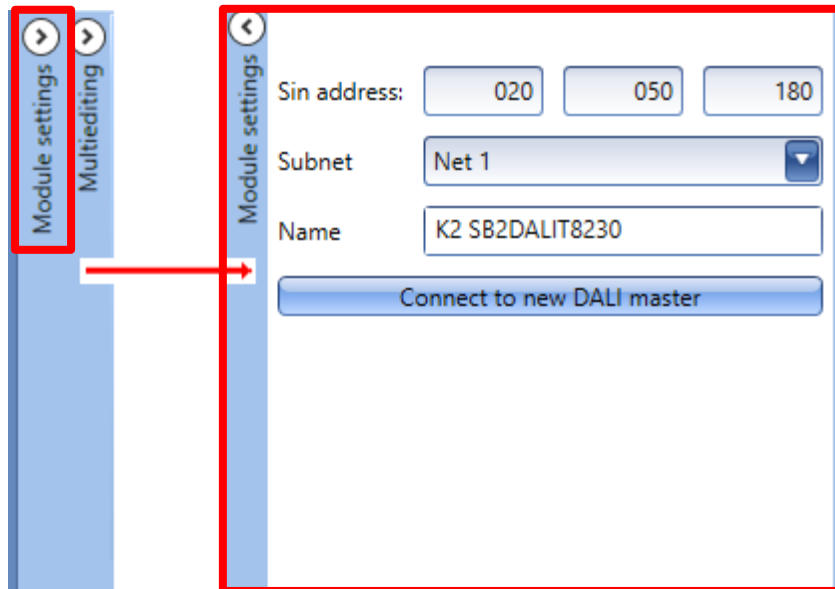 Module settings
Multiediting
Module settings
Sin address: 020 050 180
Subnet Net 1
Name K2 SB2DALIT8230
Connect to new DALI master